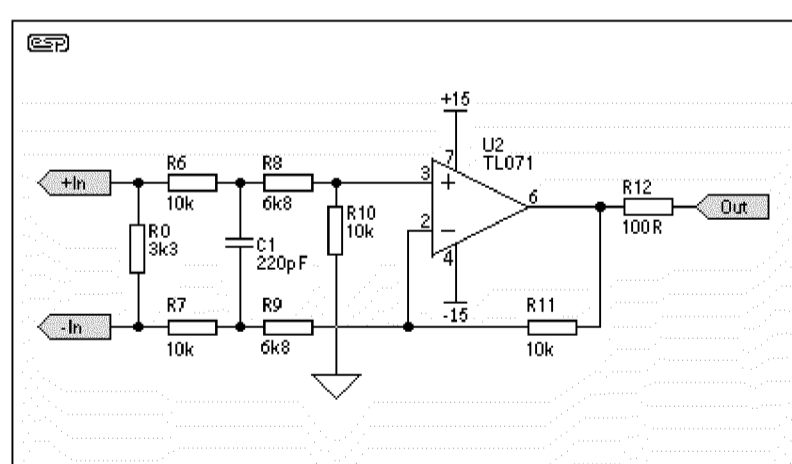 esp
+15
U2
TL071
+In
R6
10k
R8
6k8
3
7
+
6
R12
100R
Out
R0
3k3
C1
220pF
R10
10k
2
−
4
-15
-In
R7
10k
R9
6k8
R11
10k